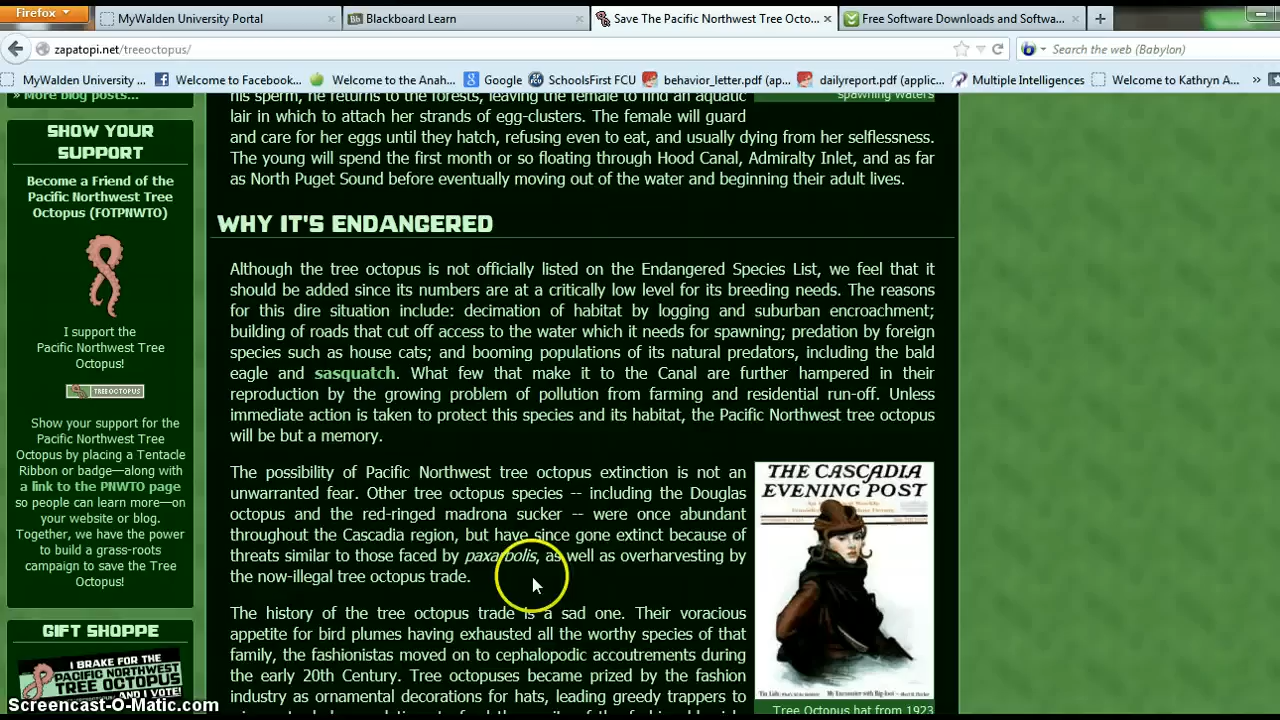 Firefox
MyWalden University Portal
Blackboard Learn
Save The Pacific Northwest Tree Octo...
Free Software Downloads and Softwa...
zapatopi.net/treeoctopus/
Search the web (Babylon)
MyWalden University ...
Welcome to Facebook...
Welcome to the Anah...
Google
SchoolsFirst FCU
behavior_letter.pdf (ap...
dailyreport.pdf (applic...
Multiple Intelligences
Welcome to Kathryn A...
» More blog posts...
SHOW YOUR
SUPPORT
Become a Friend of the
Pacific Northwest Tree
Octopus (FOTPNWTO)
I support the
Pacific Northwest Tree
Octopus!
TREEOCTOPUS
Show your support for the
Pacific Northwest Tree
Octopus by placing a Tentacle
Ribbon or badge—along with
a link to the PNWTO page
so people can learn more—on
your website or blog.
Together, we have the power
to build a grass-roots
campaign to save the Tree
Octopus!
GIFT SHOPPE
I BRAKE FOR THE
PACIFIC NORTHWEST
TREE OCTOPUS
AND I VOTE!
his sperm, he returns to the forests, leaving the female to find an aquatic
lair in which to attach her strands of egg-clusters. The female will guard
and care for her eggs until they hatch, refusing even to eat, and usually dying from her selflessness.
The young will spend the first month or so floating through Hood Canal, Admiralty Inlet, and as far
as North Puget Sound before eventually moving out of the water and beginning their adult lives.
spawning waters
WHY IT'S ENDANGERED
Although the tree octopus is not officially listed on the Endangered Species List, we feel that it
should be added since its numbers are at a critically low level for its breeding needs. The reasons
for this dire situation include: decimation of habitat by logging and suburban encroachment;
building of roads that cut off access to the water which it needs for spawning; predation by foreign
species such as house cats; and booming populations of its natural predators, including the bald
eagle and sasquatch. What few that make it to the Canal are further hampered in their
reproduction by the growing problem of pollution from farming and residential run-off. Unless
immediate action is taken to protect this species and its habitat, the Pacific Northwest tree octopus
will be but a memory.
The possibility of Pacific Northwest tree octopus extinction is not an
unwarranted fear. Other tree octopus species -- including the Douglas
octopus and the red-ringed madrona sucker -- were once abundant
throughout the Cascadia region, but have since gone extinct because of
threats similar to those faced by paxarbolis, as well as overharvesting by
the now-illegal tree octopus trade.
The history of the tree octopus trade is a sad one. Their voracious
appetite for bird plumes having exhausted all the worthy species of that
family, the fashionistas moved on to cephalopodic accoutrements during
the early 20th Century. Tree octopuses became prized by the fashion
industry as ornamental decorations for hats, leading greedy trappers to
THE CASCADIA
EVENING POST
Tree Octopus hat from 1923
Screencast-O-Matic.com